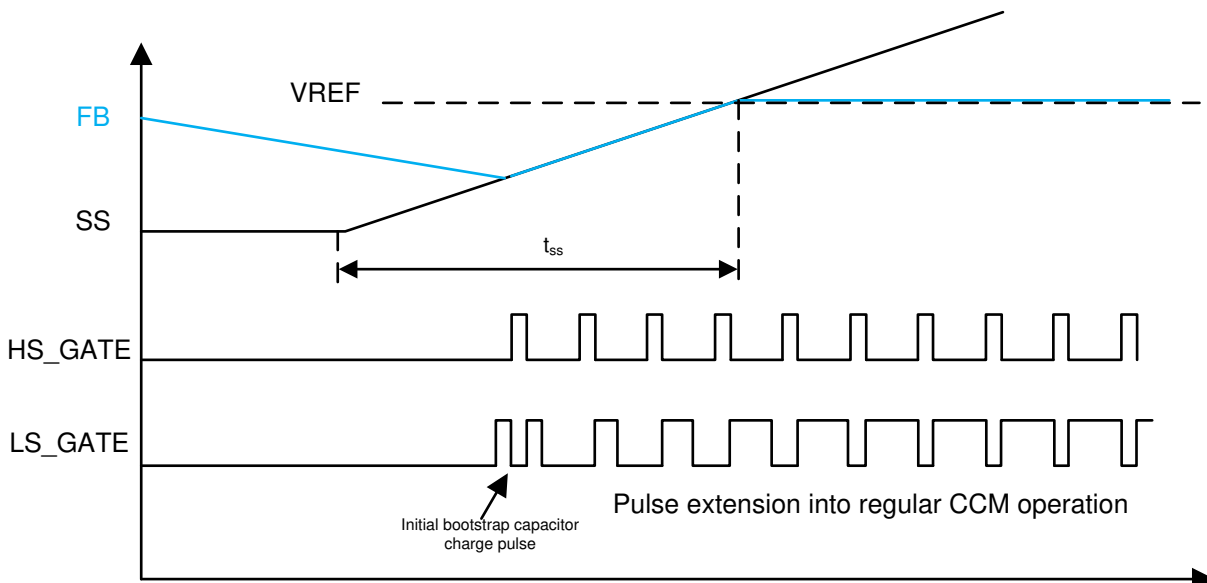 VREF
FB
SS
tss
HS_GATE
LS_GATE
Initial bootstrap capacitor
charge pulse
Pulse extension into regular CCM operation